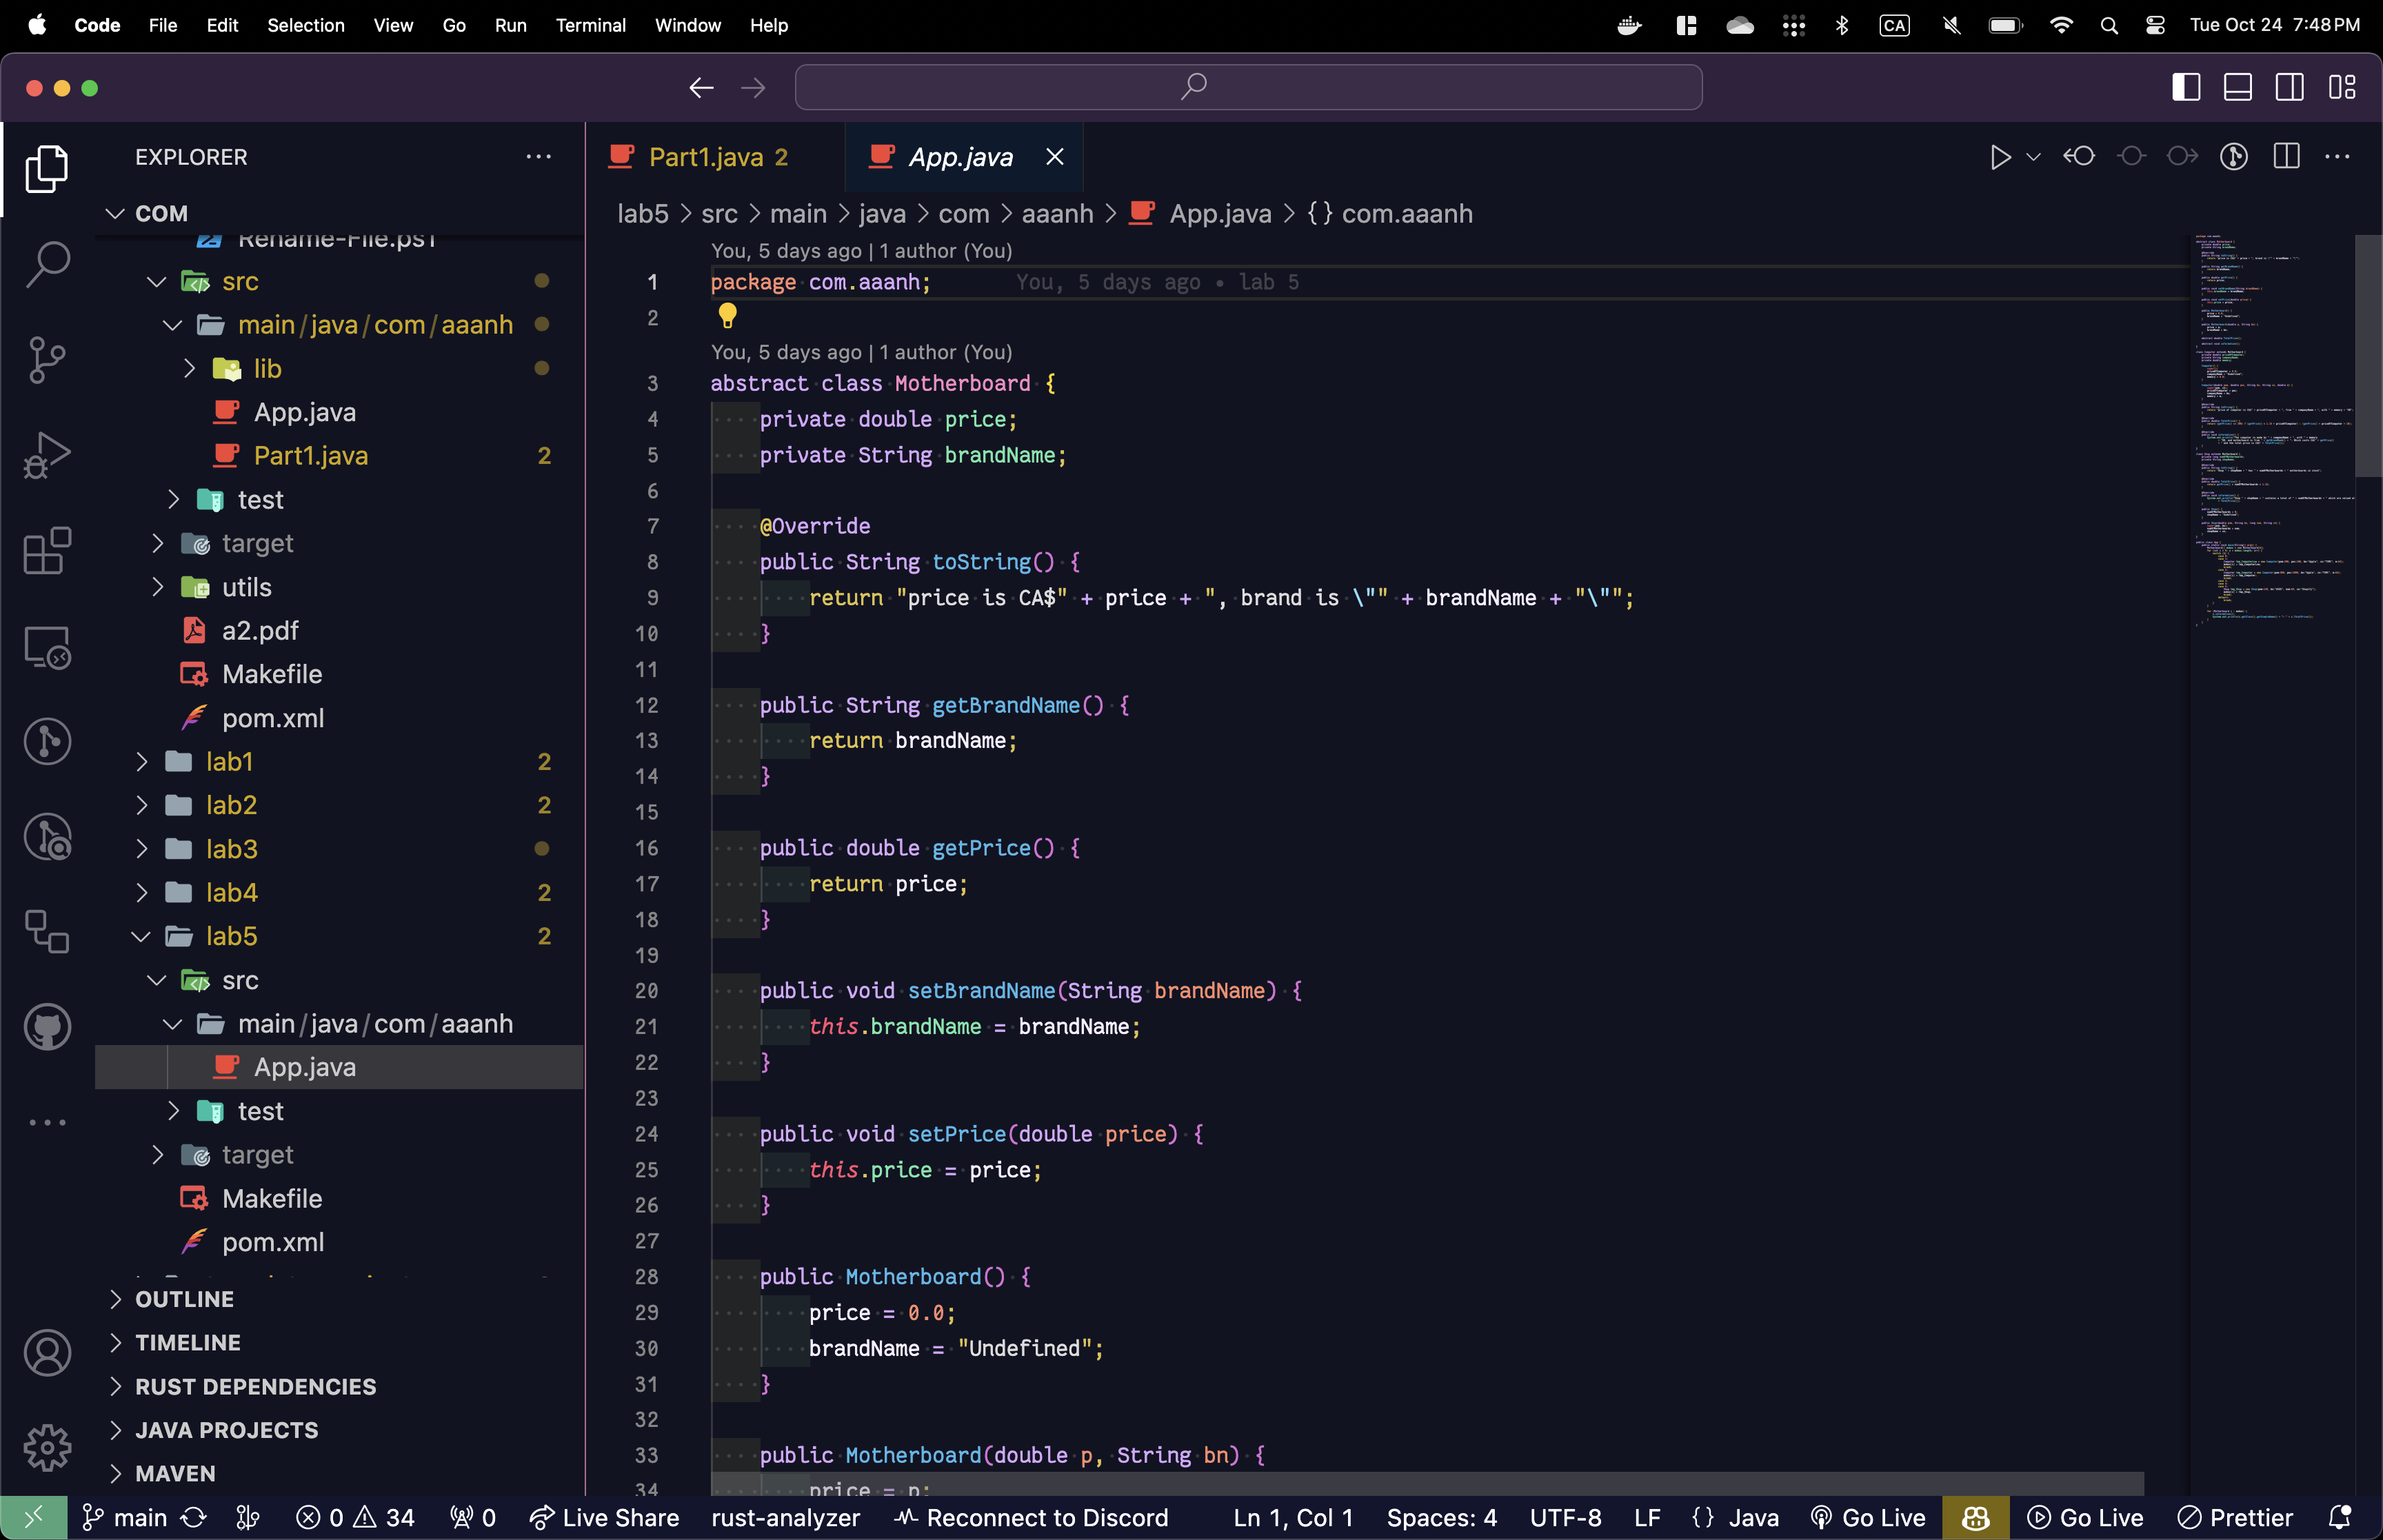 Code File Edit Selection View Go Run Terminal Window Help CA Tue Oct 24 7:48 PM
EXPLORER
COM
Rename-File.ps1
src
main/java/com/aaanh
lib
App.java
Part1.java 2
test
target
utils
a2.pdf
Makefile
pom.xml
lab1 2
lab2 2
lab3
lab4 2
lab5 2
src
main/java/com/aaanh
App.java
test
target
Makefile
pom.xml
OUTLINE
TIMELINE
RUST DEPENDENCIES
JAVA PROJECTS
MAVEN
Part1.java 2 App.java
lab5 > src > main > java > com > aaanh > App.java > {} com.aaanh
You, 5 days ago | 1 author (You)
1 package com.aaanh; You, 5 days ago • lab 5
2
You, 5 days ago | 1 author (You)
3 abstract class Motherboard {
4 private double price;
5 private String brandName;
6
7 @Override
8 public String toString() {
9 return "price is CA$" + price + ", brand is \"" + brandName + "\"";
10 }
11
12 public String getBrandName() {
13 return brandName;
14 }
15
16 public double getPrice() {
17 return price;
18 }
19
20 public void setBrandName(String brandName) {
21 this.brandName = brandName;
22 }
23
24 public void setPrice(double price) {
25 this.price = price;
26 }
27
28 public Motherboard() {
29 price = 0.0;
30 brandName = "Undefined";
31 }
32
33 public Motherboard(double p, String bn) {
34 price = p;
main 0 34 0 Live Share rust-analyzer Reconnect to Discord Ln 1, Col 1 Spaces: 4 UTF-8 LF {} Java Go Live Go Live Prettier